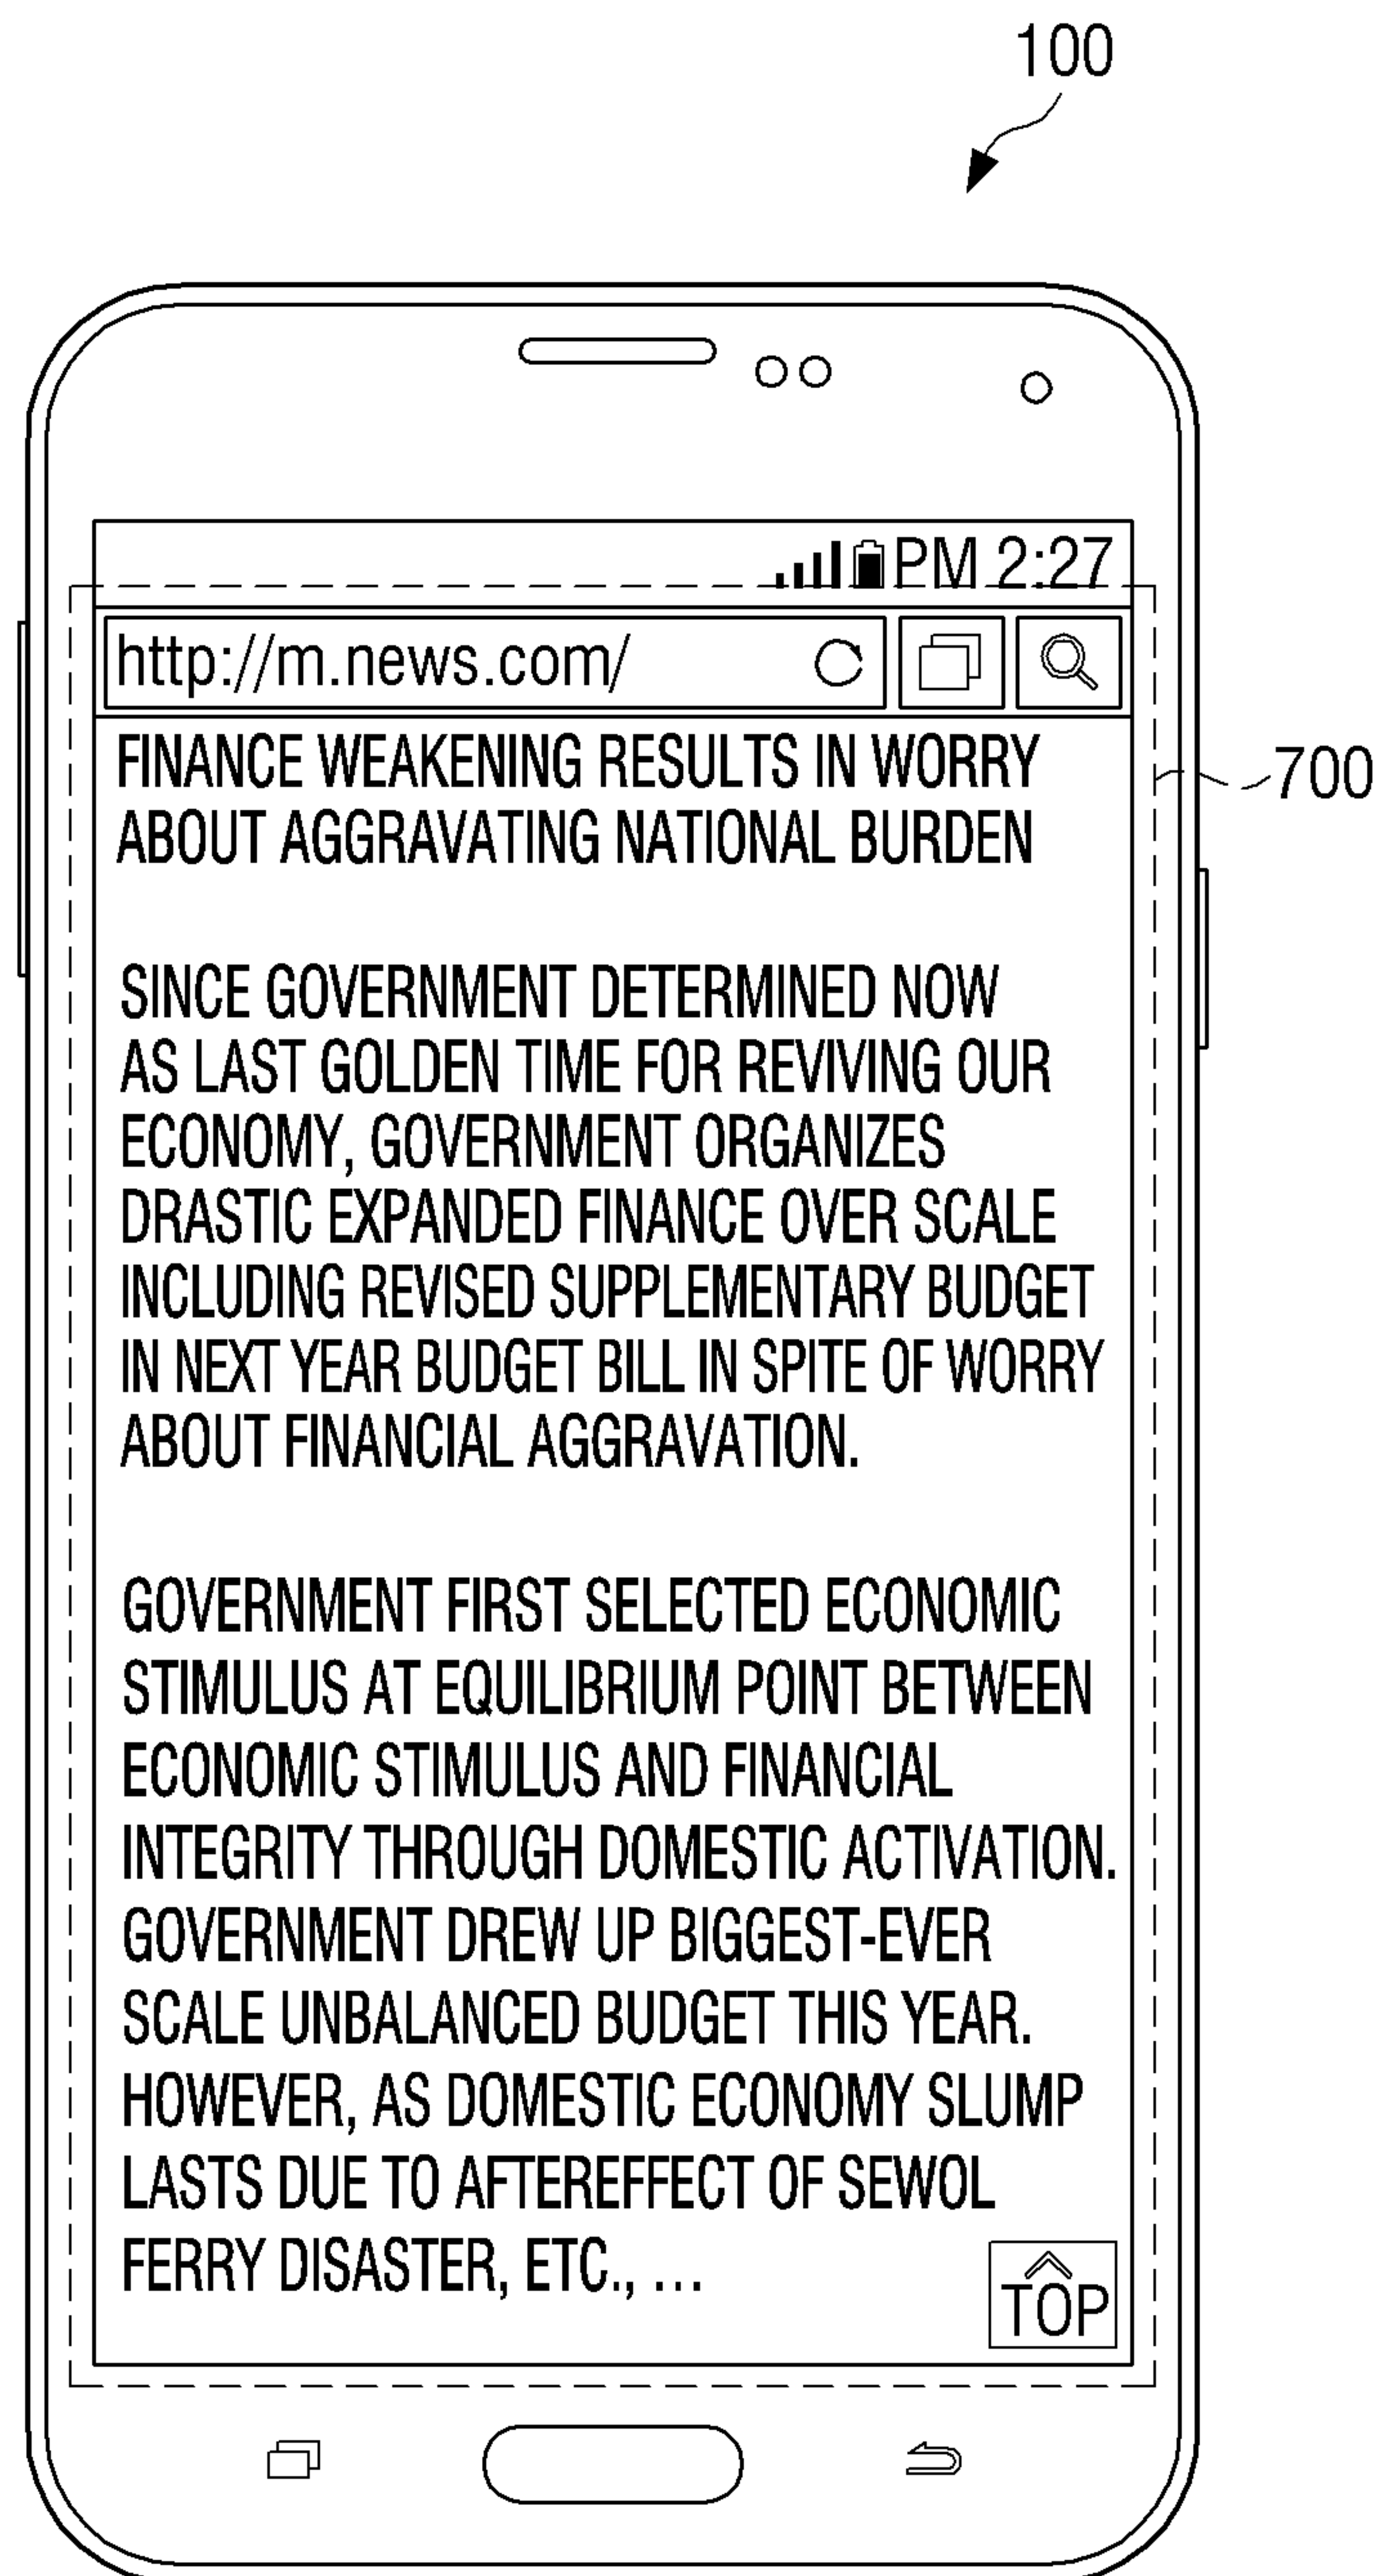 100
PM 2:27
http://m.news.com/
700
FINANCE WEAKENING RESULTS IN WORRY
ABOUT AGGRAVATING NATIONAL BURDEN
SINCE GOVERNMENT DETERMINED NOW
AS LAST GOLDEN TIME FOR REVIVING OUR
ECONOMY, GOVERNMENT ORGANIZES
DRASTIC EXPANDED FINANCE OVER SCALE
INCLUDING REVISED SUPPLEMENTARY BUDGET
IN NEXT YEAR BUDGET BILL IN SPITE OF WORRY
ABOUT FINANCIAL AGGRAVATION.
GOVERNMENT FIRST SELECTED ECONOMIC
STIMULUS AT EQUILIBRIUM POINT BETWEEN
ECONOMIC STIMULUS AND FINANCIAL
INTEGRITY THROUGH DOMESTIC ACTIVATION.
GOVERNMENT DREW UP BIGGEST-EVER
SCALE UNBALANCED BUDGET THIS YEAR.
HOWEVER, AS DOMESTIC ECONOMY SLUMP
LASTS DUE TO AFTEREFFECT OF SEWOL
FERRY DISASTER, ETC., ...
TOP